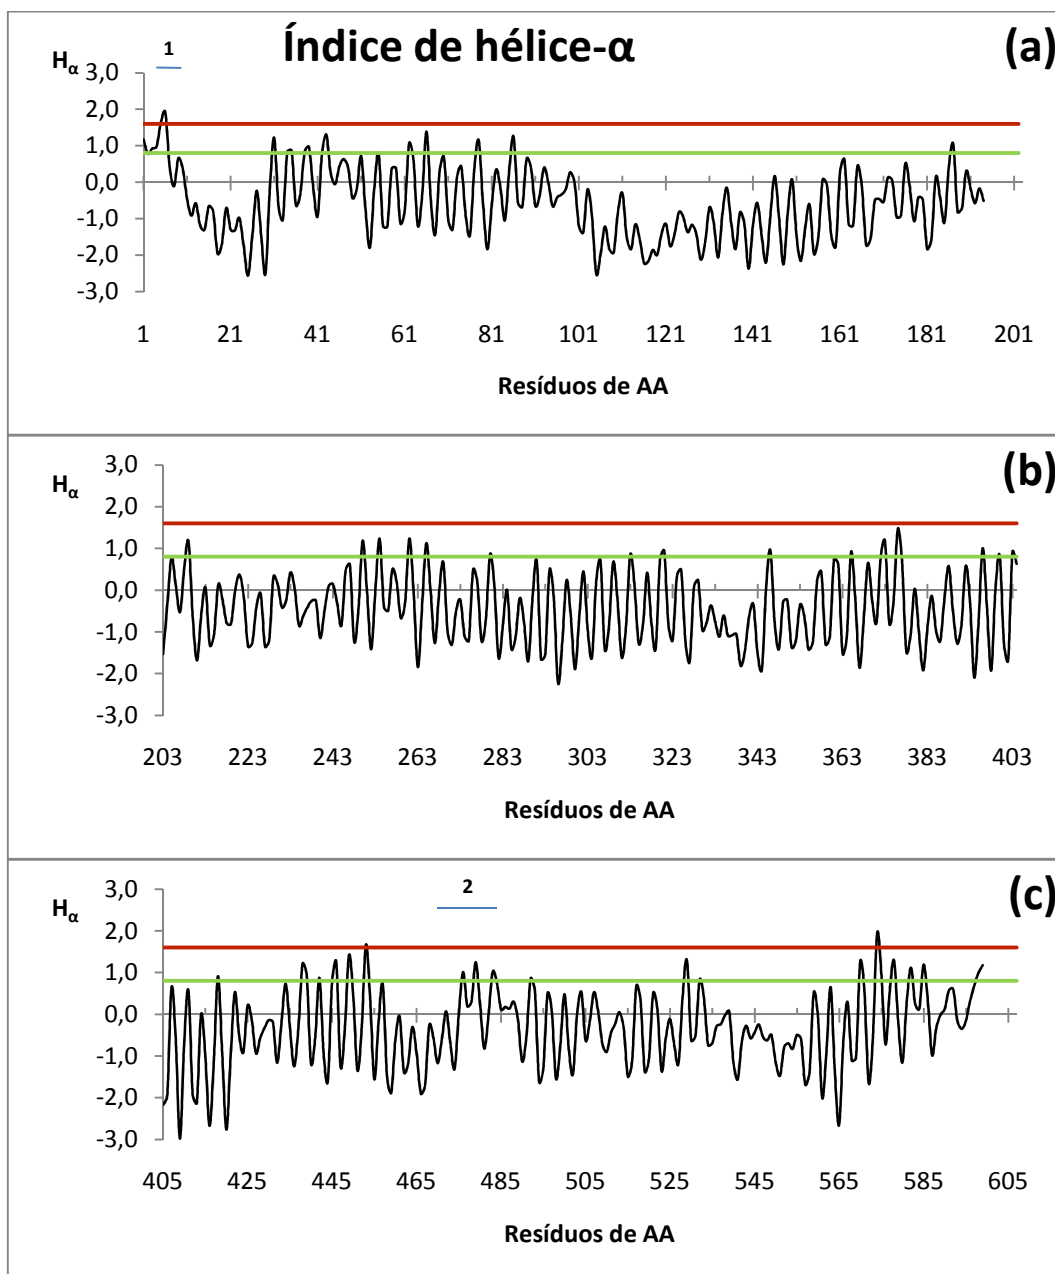 Índice de hélice-α
(a)
1
Hα
3,0
2,0
1,0
0,0
-1,0
-2,0
-3,0
1 21 41 61 81 101 121 141 161 181 201
Resíduos de AA
(b)
Hα
3,0
2,0
1,0
0,0
-1,0
-2,0
-3,0
203 223 243 263 283 303 323 343 363 383 403
Resíduos de AA
2
(c)
Hα
3,0
2,0
1,0
0,0
-1,0
-2,0
-3,0
405 425 445 465 485 505 525 545 565 585 605
Resíduos de AA